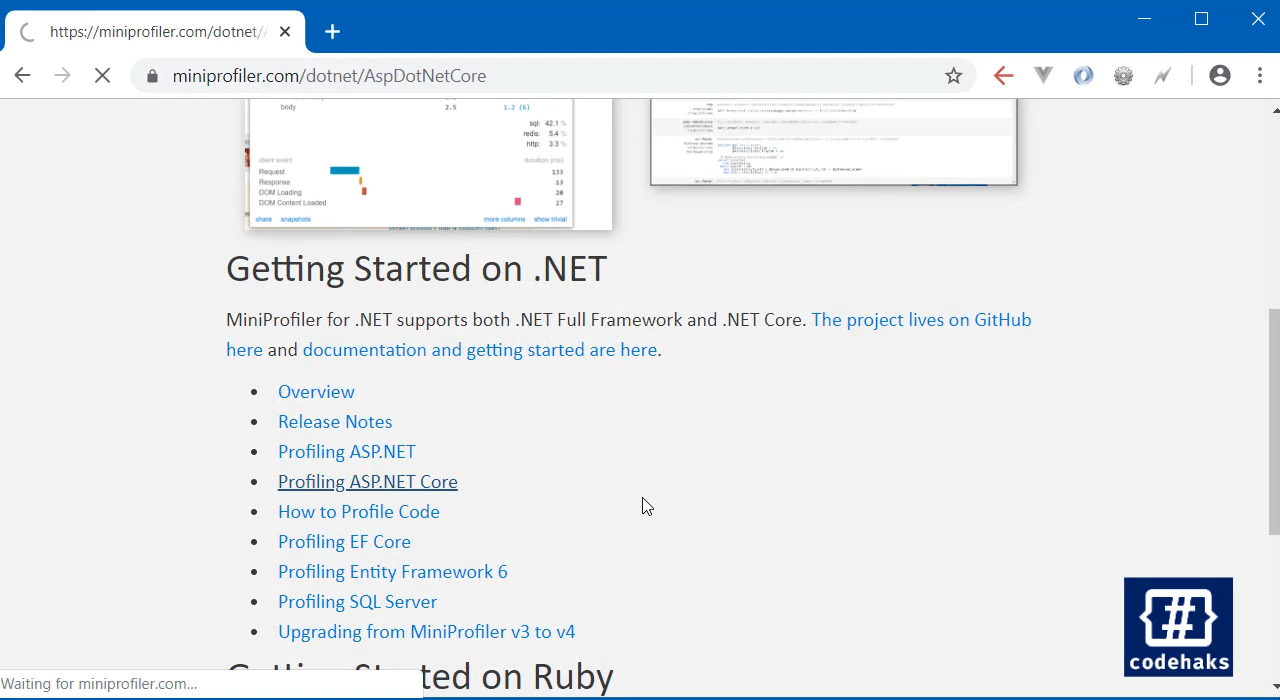 https://miniprofiler.com/dotnet/
miniprofiler.com/dotnet/AspDotNetCore
body 2.5 1.2 (6)
sql: 42.1 %
redis: 5.4 %
http: 3.3 %
client event duration (ms)
Request 133
Response 13
DOM Loading 20
DOM Content Loaded 27
share snapshots more columns show trivial
Getting Started on .NET
MiniProfiler for .NET supports both .NET Full Framework and .NET Core. The project lives on GitHub
here and documentation and getting started are here.
• Overview
• Release Notes
• Profiling ASP.NET
• Profiling ASP.NET Core
• How to Profile Code
• Profiling EF Core
• Profiling Entity Framework 6
• Profiling SQL Server
• Upgrading from MiniProfiler v3 to v4
Getting Started on Ruby
Waiting for miniprofiler.com...
{#}
codehaks